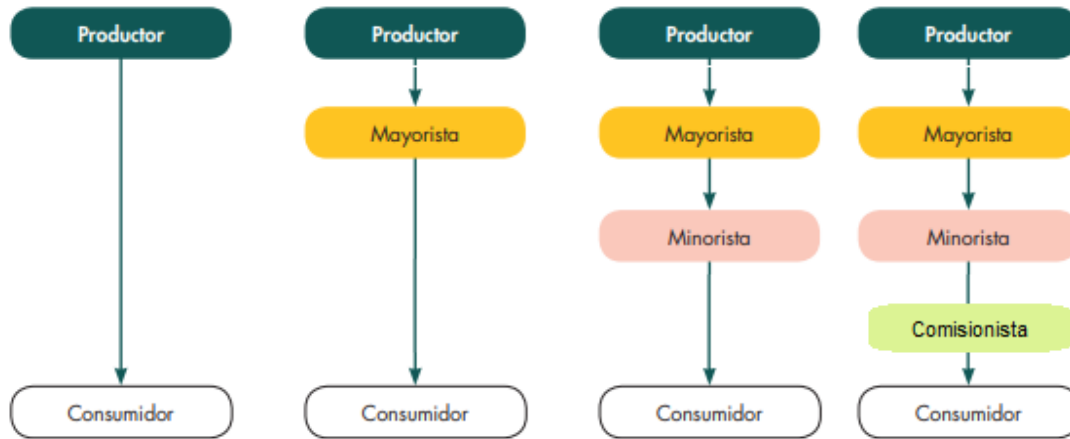 Productor
Productor
Productor
Productor
Mayorista
Mayorista
Mayorista
Minorista
Minorista
Comisionista
Consumidor
Consumidor
Consumidor
Consumidor